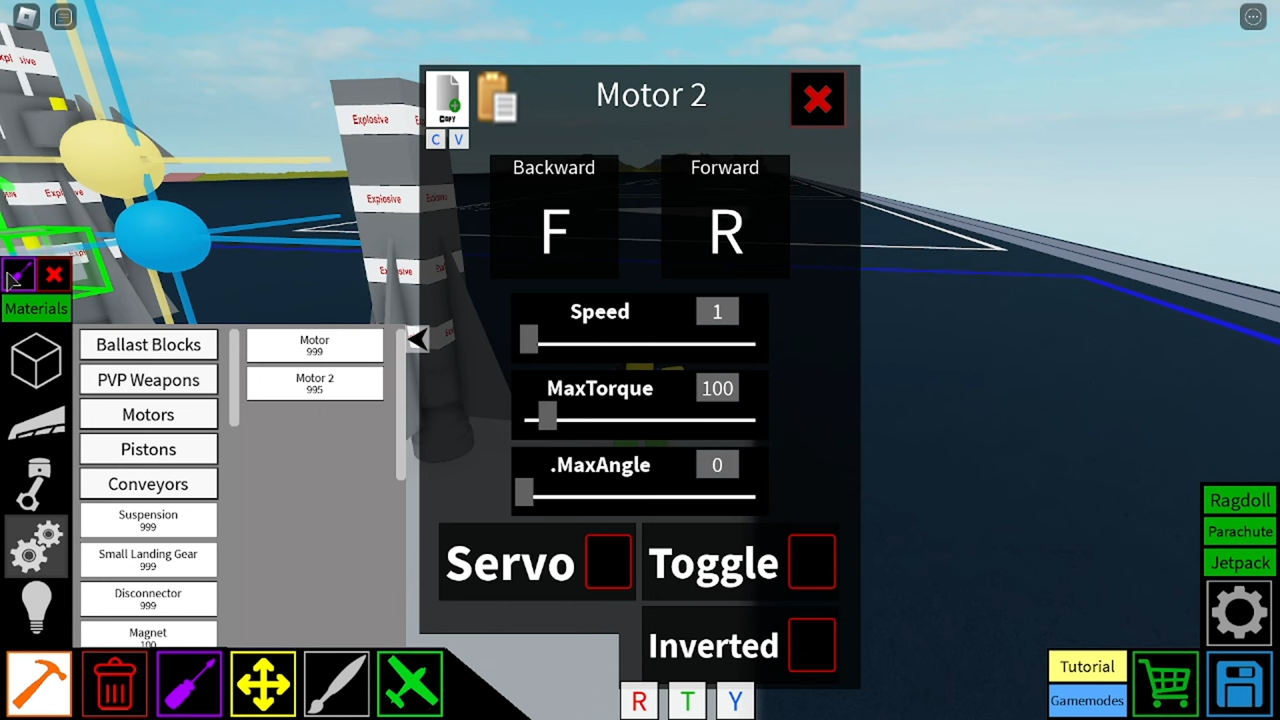 Explosive
Explosive
Explosive
COPY
C V
Motor 2
Backward
Forward
F
R
Speed 1
MaxTorque 100
.MaxAngle 0
Servo
Toggle
Inverted
R T Y
Materials
Ballast Blocks
PVP Weapons
Motors
Pistons
Conveyors
Suspension
999
Small Landing Gear
999
Disconnector
999
Magnet
100
Motor
999
Motor 2
995
Ragdoll
Parachute
Jetpack
Tutorial
Gamemodes